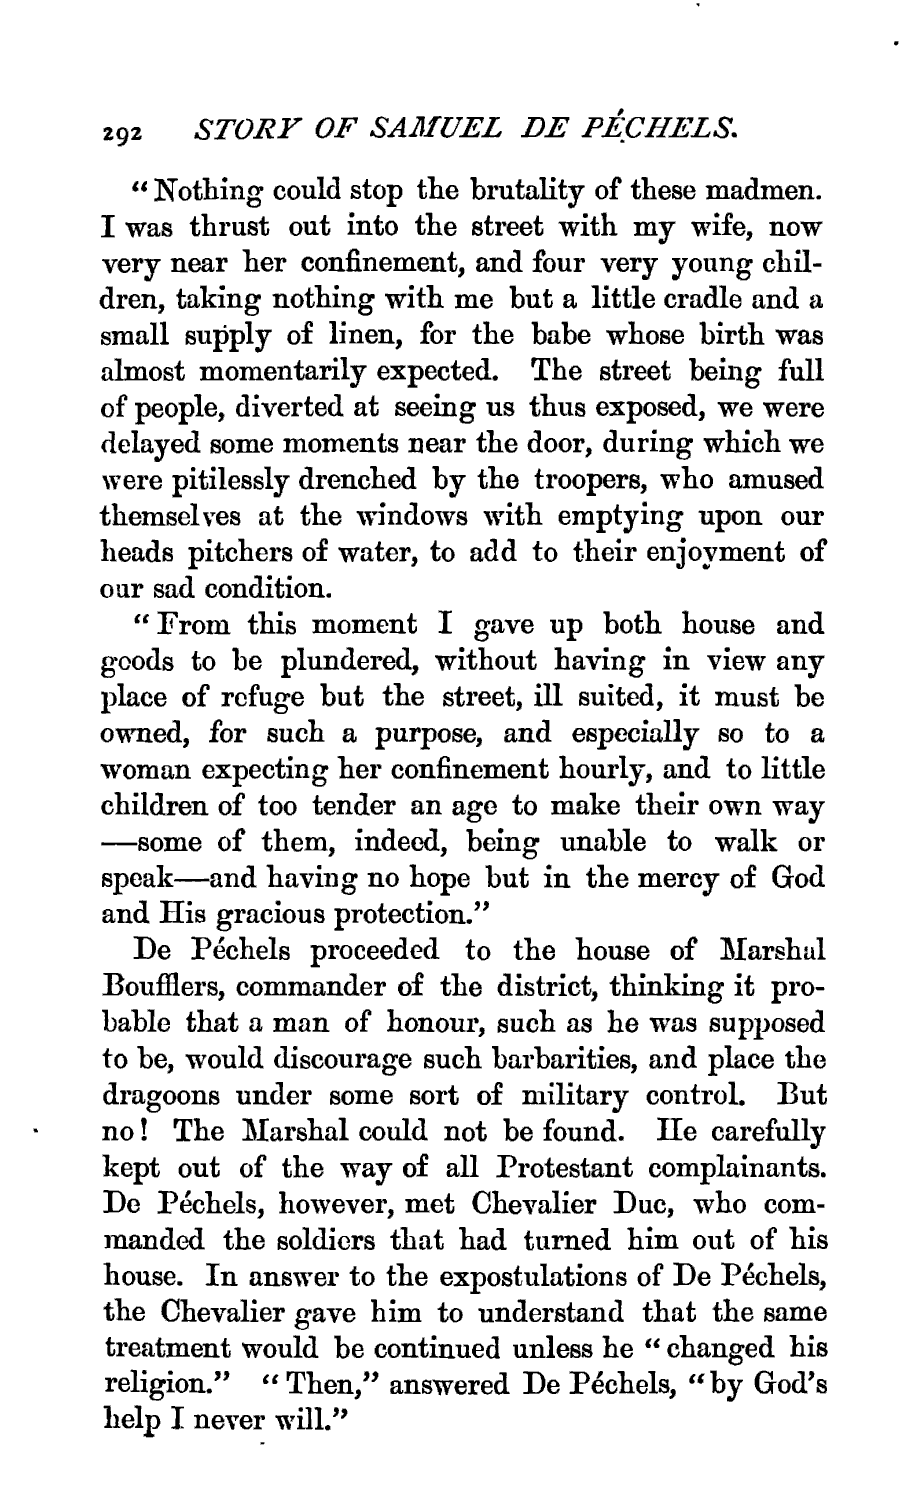 292 STORY OF SAMUEL DE PÉCHELS.
“Nothing could stop the brutality of these madmen.
I was thrust out into the street with my wife, now
very near her confinement, and four very young chil-
dren, taking nothing with me but a little cradle and a
small supply of linen, for the babe whose birth was
almost momentarily expected. The street being full
of people, diverted at seeing us thus exposed, we were
delayed some moments near the door, during which we
were pitilessly drenched by the troopers, who amused
themselves at the windows with emptying upon our
heads pitchers of water, to add to their enjoyment of
our sad condition.
“From this moment I gave up both house and
goods to be plundered, without having in view any
place of refuge but the street, ill suited, it must be
owned, for such a purpose, and especially so to a
woman expecting her confinement hourly, and to little
children of too tender an age to make their own way
—some of them, indeed, being unable to walk or
speak—and having no hope but in the mercy of God
and His gracious protection.”
De Péchels proceeded to the house of Marshal
Boufflers, commander of the district, thinking it pro-
bable that a man of honour, such as he was supposed
to be, would discourage such barbarities, and place the
dragoons under some sort of military control. But
no! The Marshal could not be found. He carefully
kept out of the way of all Protestant complainants.
De Péchels, however, met Chevalier Duc, who com-
manded the soldiers that had turned him out of his
house. In answer to the expostulations of De Péchels,
the Chevalier gave him to understand that the same
treatment would be continued unless he “changed his
religion.” “Then,” answered De Péchels, “by God’s
help I never will.”